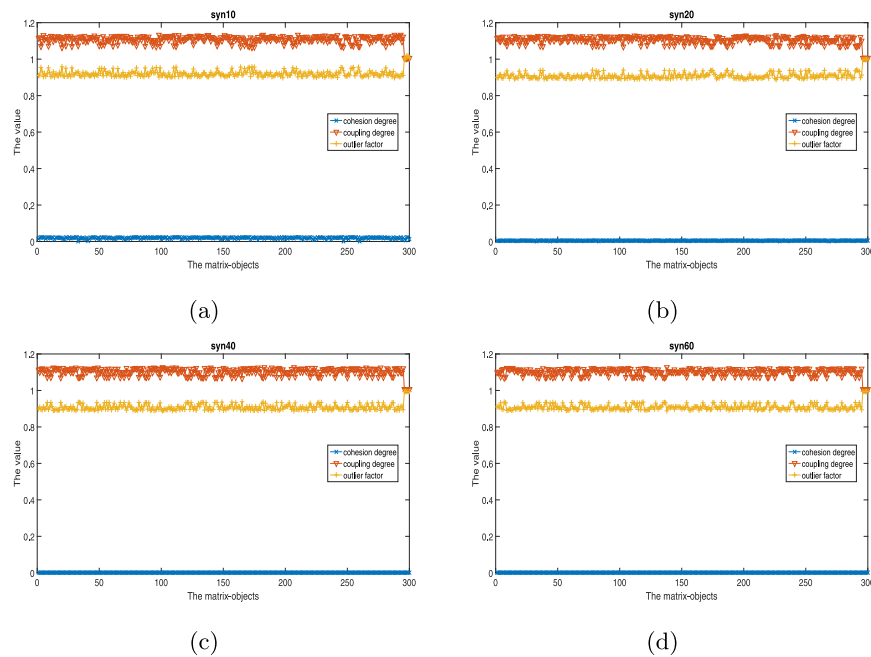 syn10
1.2
1
0.8
0.6
0.4
0.2
0
The value
cohesion degree
coupling degree
outlier factor
0 50 100 150 200 250 300
The matrix-objects
(a)
syn20
1.2
1
0.8
0.6
0.4
0.2
0
The value
cohesion degree
coupling degree
outlier factor
0 50 100 150 200 250 300
The matrix-objects
(b)
syn40
1.2
1
0.8
0.6
0.4
0.2
0
The value
cohesion degree
coupling degree
outlier factor
0 50 100 150 200 250 300
The matrix-objects
(c)
syn60
1.2
1
0.8
0.6
0.4
0.2
0
The value
cohesion degree
coupling degree
outlier factor
0 50 100 150 200 250 300
The matrix-objects
(d)